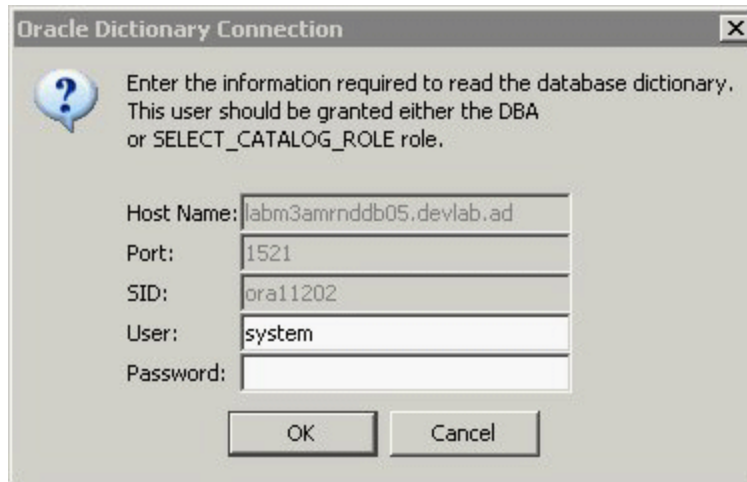 Oracle Dictionary Connection
Enter the information required to read the database dictionary.
This user should be granted either the DBA
or SELECT_CATALOG_ROLE role.
Host Name: labm3amrnddb05.devlab.ad
Port: 1521
SID: ora11202
User: system
Password:
OK Cancel